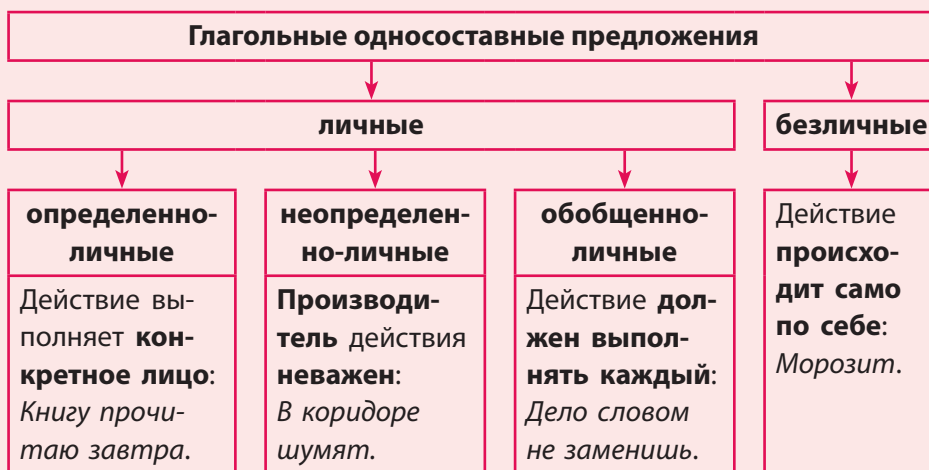 Глагольные односоставные предложения
личные
безличные
определенно-
личные
Действие вы-
полняет кон-
кретное лицо:
Книгу прочи-
таю завтра.
неопределен-
но-личные
Производи-
тель действия
неважен:
В коридоре
шумят.
обобщенно-
личные
Действие дол-
жен выпол-
нять каждый:
Дело словом
не заменишь.
Действие
происхо-
дит само
по себе:
Морозит.